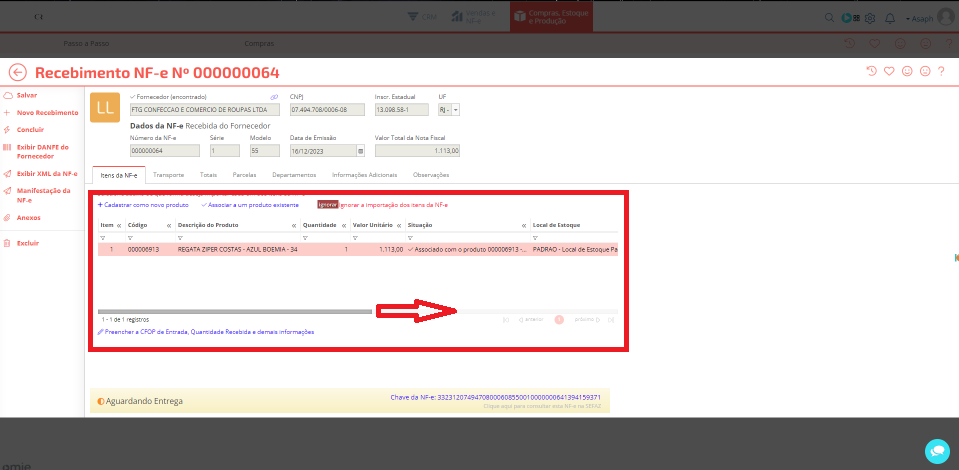 CRM
NF-e
Compras, Estoque
e Produção
Asaph
Passo a Passo
Compras
Recebimento NF-e Nº 000000064
Salvar
Novo Recebimento
Concluir
Exibir DANFE do
Fornecedor
Exibir XML da NF-e
Manifestação da
NF-e
Anexos
Excluir
LL
Fornecedor (encontrado)
CNPJ
Inscr. Estadual
UF
FTG CONFECCAO E COMERCIO DE ROUPAS LTDA
07.494.708/0006-08
13.098.58-1
RJ -
Dados da NF-e Recebida do Fornecedor
Número da NF-e
Série
Modelo
Data de Emissão
Valor Total da Nota Fiscal
000000064
1
55
16/12/2023
1.113,00
Itens da NF-e
Transporte
Totais
Parcelas
Departamentos
Informações Adicionais
Observações
+ Cadastrar como novo produto
Associar a um produto existente
Ignorar
Ignorar a importação dos itens da NF-e
Item
Código
Descrição do Produto
Quantidade
Valor Unitário
Situação
Local de Estoque
1
000006913
REGATA ZIPER COSTAS - AZUL BOEMIA - 34
1
1.113,00
Associado com o produto 000006913 -...
PADRAO - Local de Estoque Pa
1 - 1 de 1 registros
anterior
1
próximo
Preencher a CFOP de Entrada, Quantidade Recebida e demais informações
Aguardando Entrega
Chave da NF-e: 33231207494708000608550010000000641394159371
Clique aqui para consultar esta NF-e na SEFAZ
omie